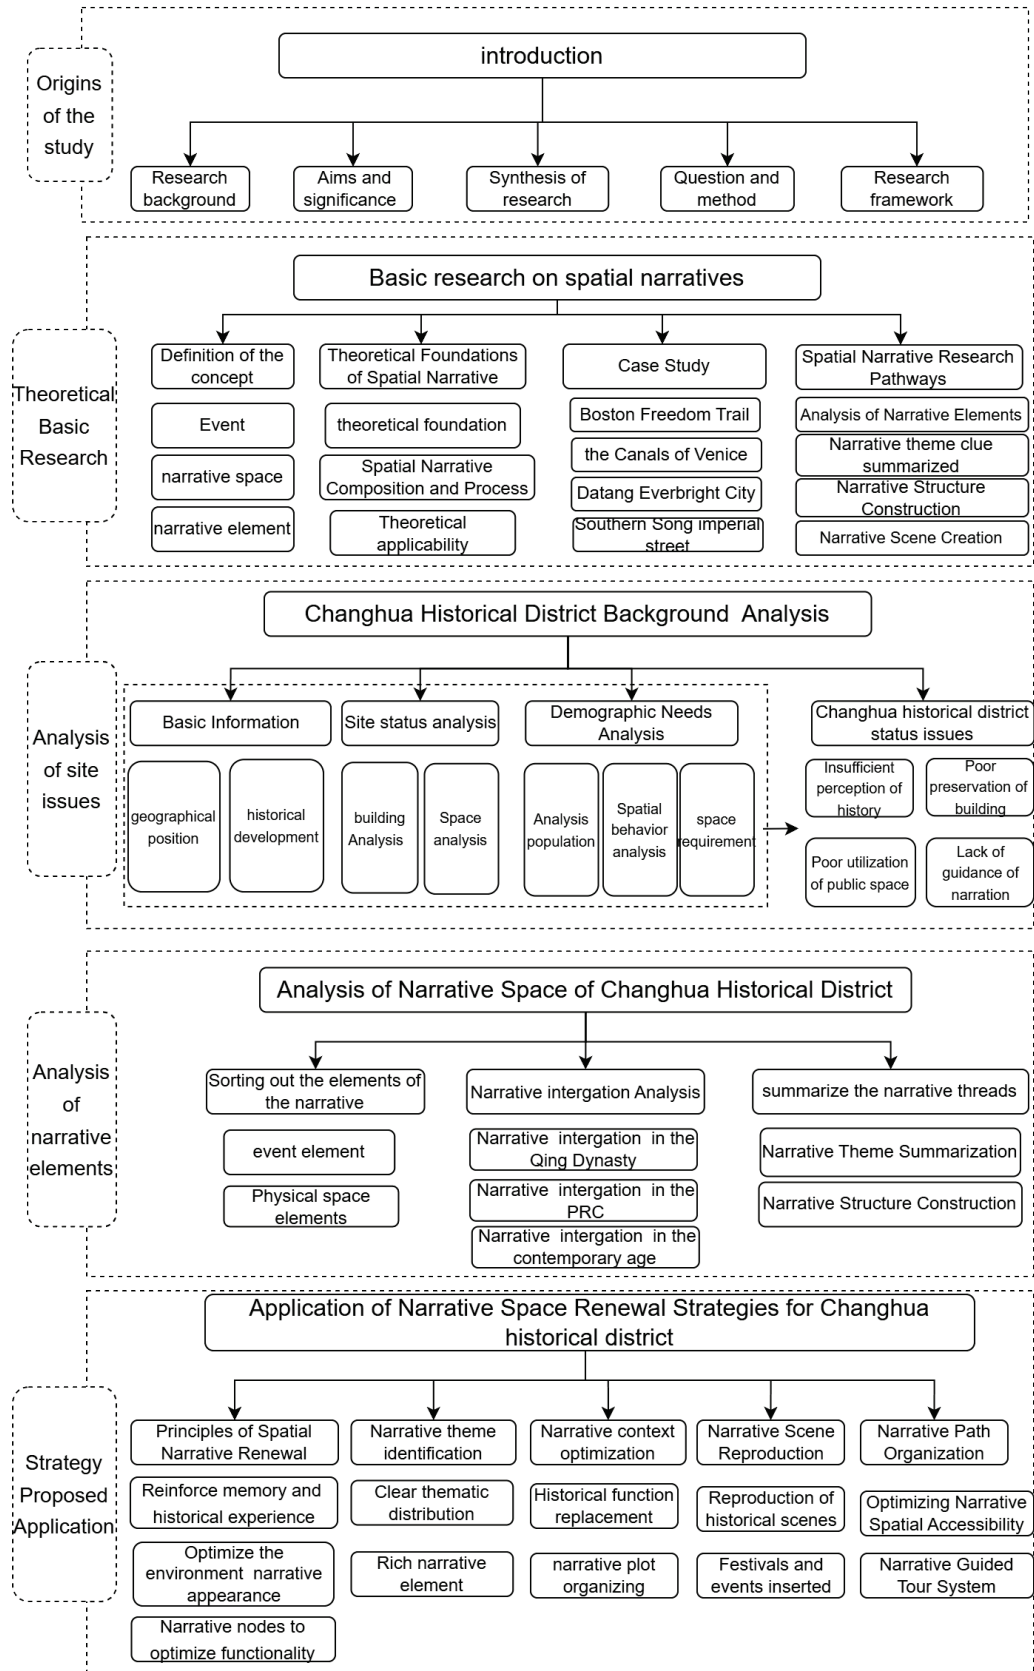 introduction
Origins
of the
study
Research
background
Aims and
significance
Synthesis of
research
Question and
method
Research
framework
Basic research on spatial narratives
Theoretical
Basic
Research
Definition of the
concept
Event
narrative space
narrative element
Theoretical Foundations
of Spatial Narrative
theoretical foundation
Spatial Narrative
Composition and Process
Theoretical
applicability
Case Study
Boston Freedom Trail
the Canals of Venice
Datang Everbright City
Southern Song imperial
street
Spatial Narrative Research
Pathways
Analysis of Narrative Elements
Narrative theme clue
summarized
Narrative Structure
Construction
Narrative Scene Creation
Changhua Historical District Background Analysis
Analysis
of site
issues
Basic Information
geographical
position
historical
development
Site status analysis
building
Analysis
Space
analysis
Demographic Needs
Analysis
Analysis
population
Spatial
behavior
analysis
space
requirement
Changhua historical district
status issues
Insufficient
perception of
history
Poor
preservation of
building
Poor utilization
of public space
Lack of
guidance of
narration
Analysis of Narrative Space of Changhua Historical District
Analysis
of
narrative
elements
Sorting out the elements of
the narrative
event element
Physical space
elements
Narrative intergation Analysis
Narrative intergation in the
Qing Dynasty
Narrative intergation in the
PRC
Narrative intergation in the
contemporary age
summarize the narrative threads
Narrative Theme Summarization
Narrative Structure Construction
Application of Narrative Space Renewal Strategies for Changhua
historical district
Strategy
Proposed
Application
Principles of Spatial
Narrative Renewal
Reinforce memory and
historical experience
Optimize the
environment narrative
appearance
Narrative nodes to
optimize functionality
Narrative theme
identification
Clear thematic
distribution
Rich narrative
element
Narrative context
optimization
Historical function
replacement
narrative plot
organizing
Narrative Scene
Reproduction
Reproduction of
historical scenes
Festivals and
events inserted
Narrative Path
Organization
Optimizing Narrative
Spatial Accessibility
Narrative Guided
Tour System